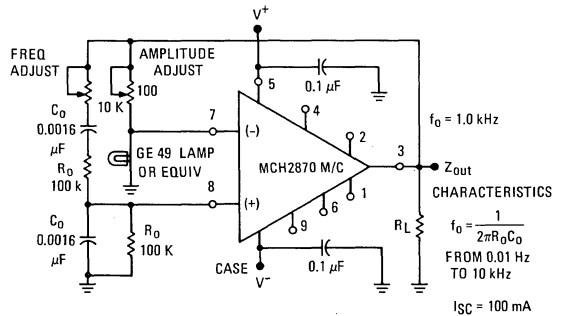 V+
FREQ
ADJUST
AMPLITUDE
ADJUST
0.1 µF
5
100
10 K
4
C₀
0.0016
µF
7
(-)
2
f₀ = 1.0 kHz
GE 49 LAMP
OR EQUIV
MCH2870 M/C
3
Zout
R₀
100 k
8
(+)
1
CHARACTERISTICS
6
9
C₀
0.0016
µF
R₀
100 K
RL
f₀ = 1
2πR₀C₀
FROM 0.01 Hz
TO 10 kHz
CASE
0.1 µF
V-
ISC = 100 mA